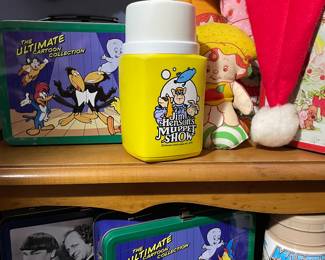 THE
ULTIMATE
CARTOON
COLLECTION
Jim
Henson's
MUPPET
SHOW
THE
ULTIMATE
CARTOON
COLLECTION